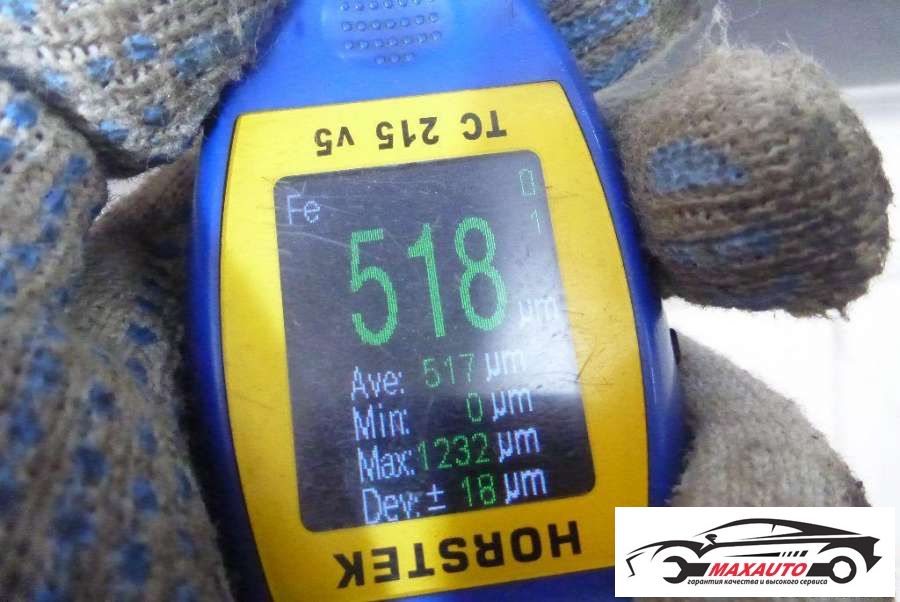 TC 215 v5
Fe
0
1
518 µm
Ave: 517 µm
Min: 0 µm
Max: 1232 µm
Dev: ± 18 µm
HORSTEK
MAXAUTO
гарантия качества и высокого сервиса